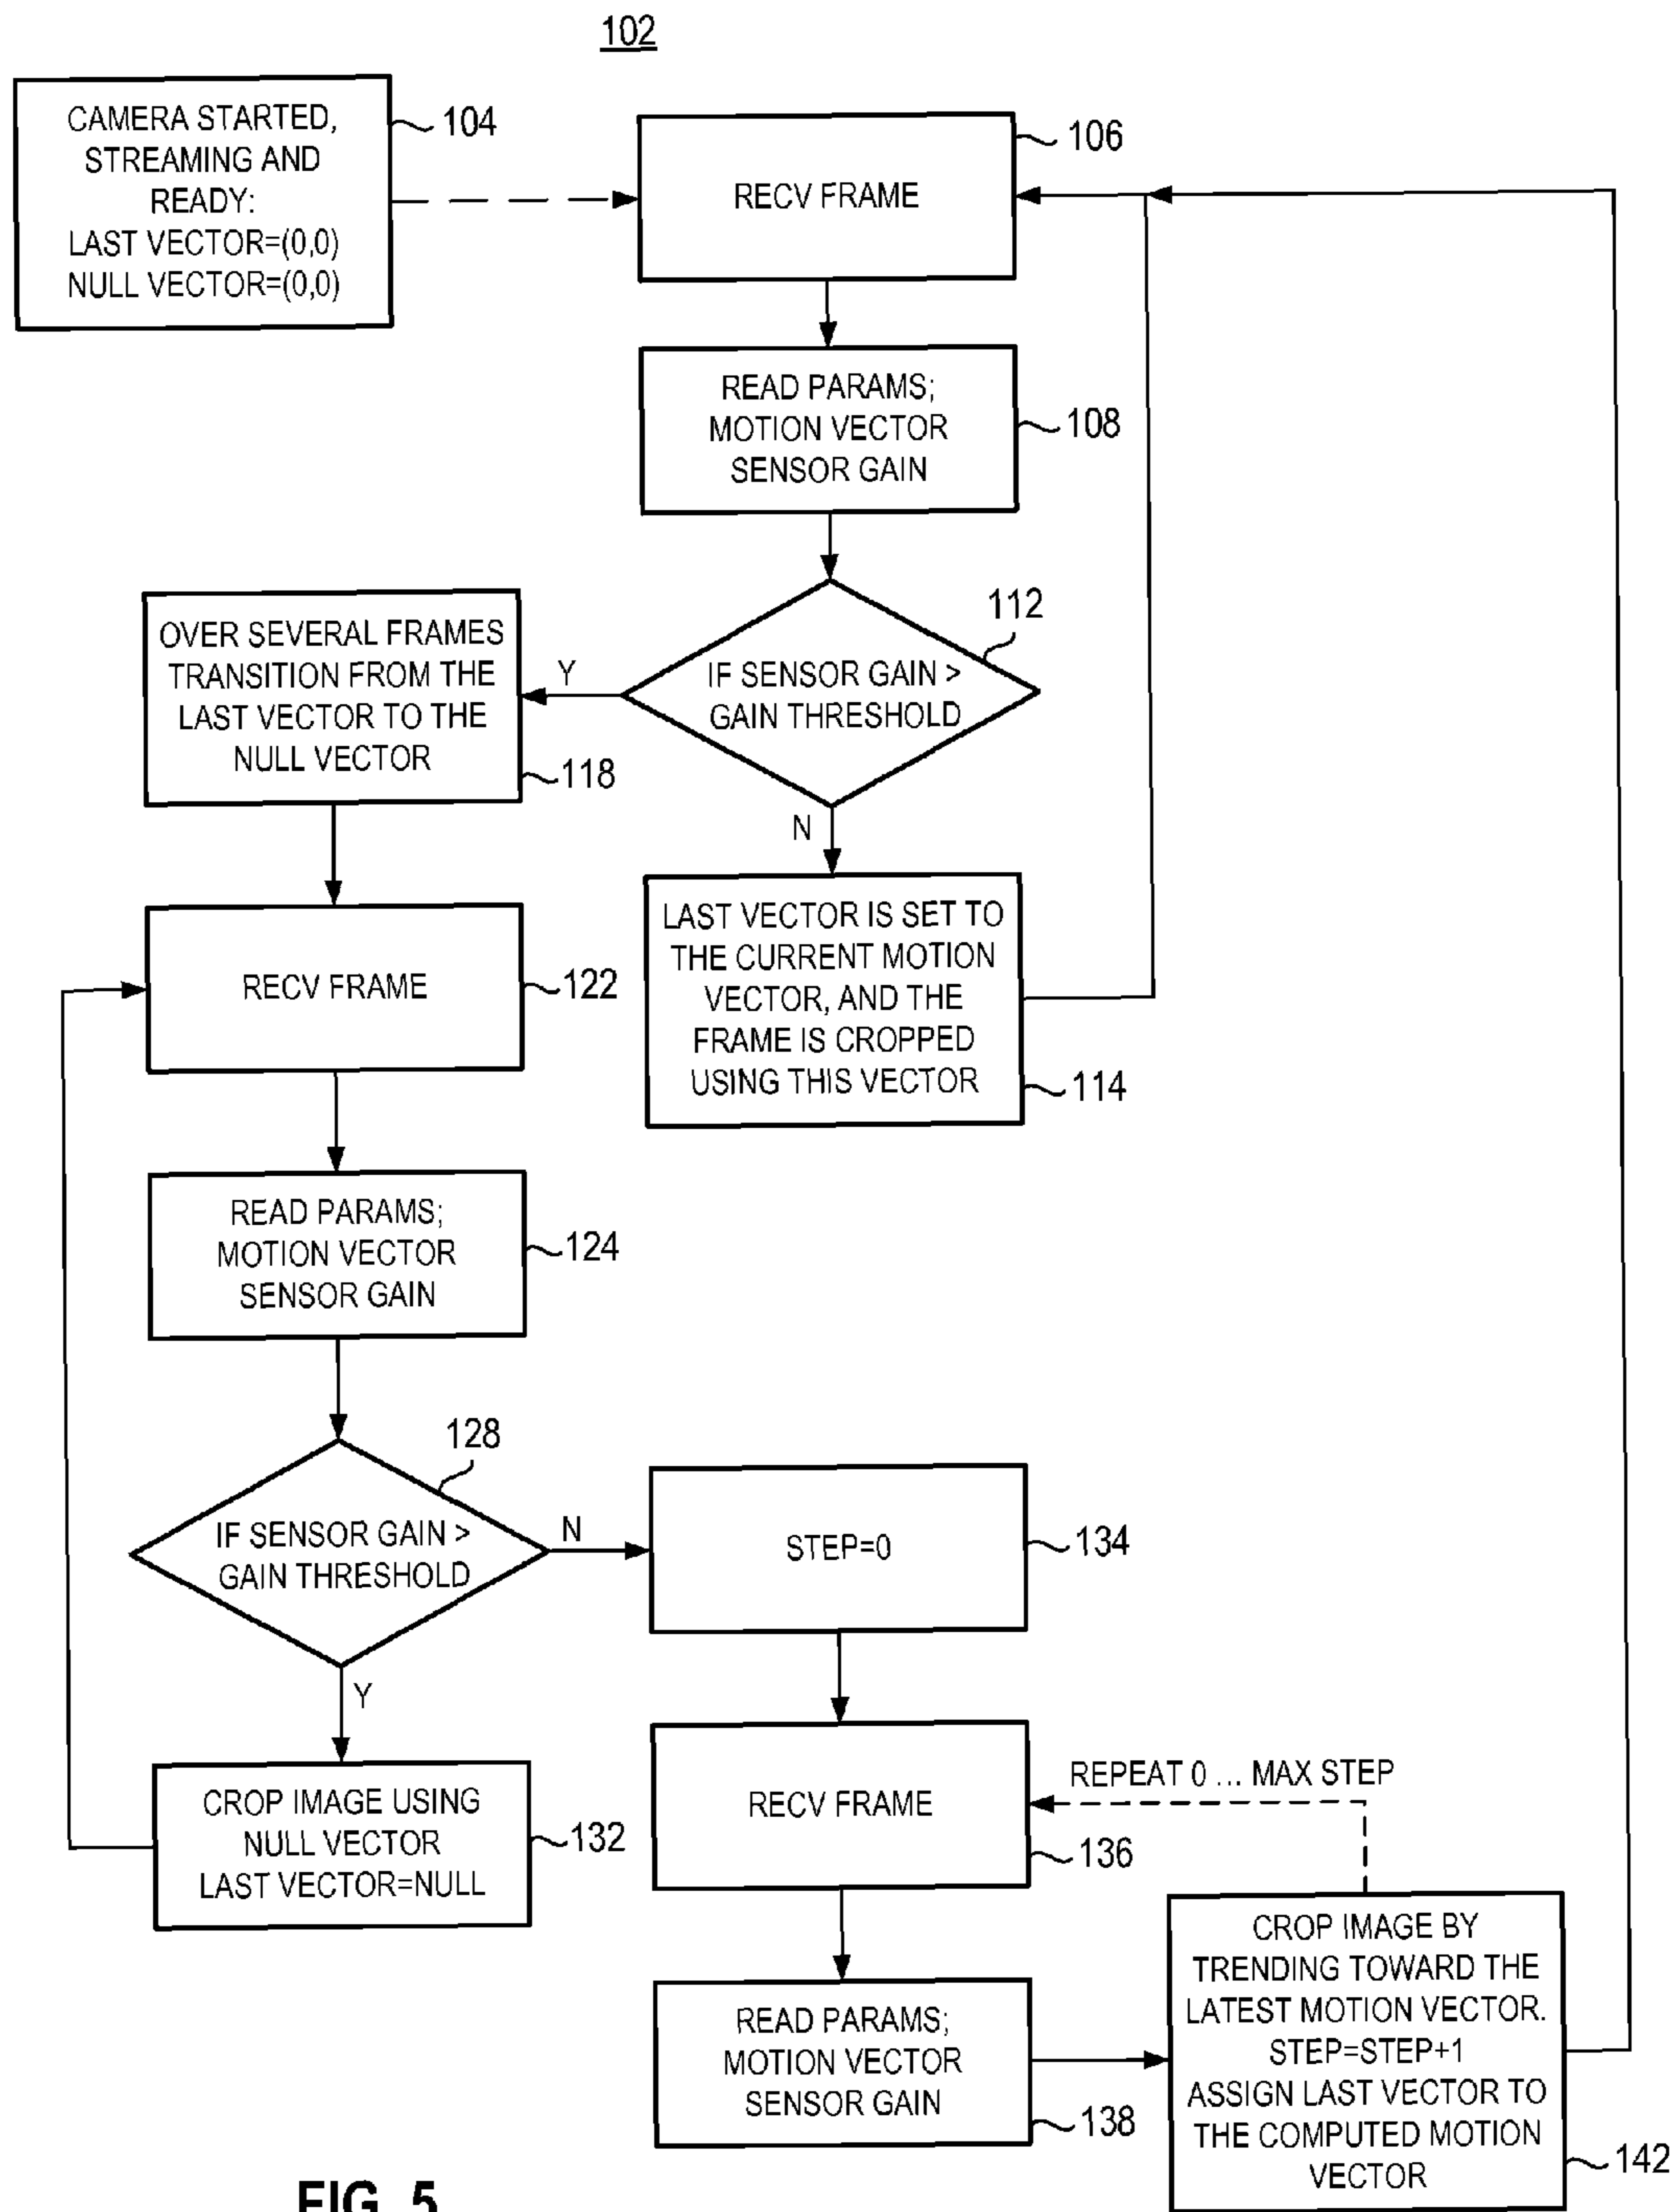 102
CAMERA STARTED,
STREAMING AND
READY:
LAST VECTOR=(0,0)
NULL VECTOR=(0,0)
104
RECV FRAME
106
READ PARAMS;
MOTION VECTOR
SENSOR GAIN
108
IF SENSOR GAIN >
GAIN THRESHOLD
112
Y
N
OVER SEVERAL FRAMES
TRANSITION FROM THE
LAST VECTOR TO THE
NULL VECTOR
118
LAST VECTOR IS SET TO
THE CURRENT MOTION
VECTOR, AND THE
FRAME IS CROPPED
USING THIS VECTOR
114
RECV FRAME
122
READ PARAMS;
MOTION VECTOR
SENSOR GAIN
124
IF SENSOR GAIN >
GAIN THRESHOLD
128
N
Y
CROP IMAGE USING
NULL VECTOR
LAST VECTOR=NULL
132
STEP=0
134
RECV FRAME
136
REPEAT 0 ... MAX STEP
READ PARAMS;
MOTION VECTOR
SENSOR GAIN
138
CROP IMAGE BY
TRENDING TOWARD THE
LATEST MOTION VECTOR.
STEP=STEP+1
ASSIGN LAST VECTOR TO
THE COMPUTED MOTION
VECTOR
142
FIG. 5